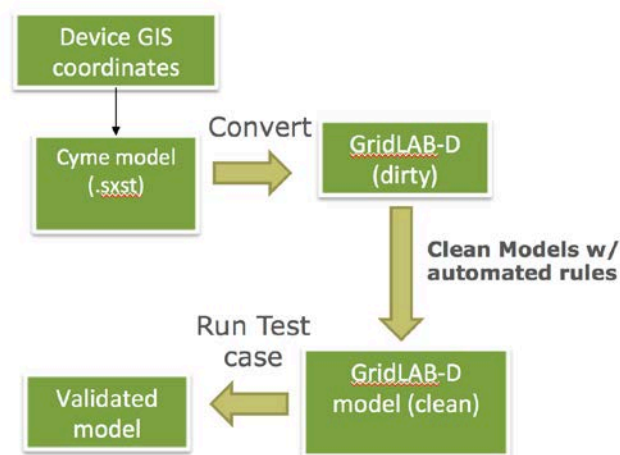 Device GIS
coordinates
Convert
Cyme model
(.sxst)
GridLAB-D
(dirty)
Clean Models w/
automated rules
Run Test
case
GridLAB-D
model (clean)
Validated
model